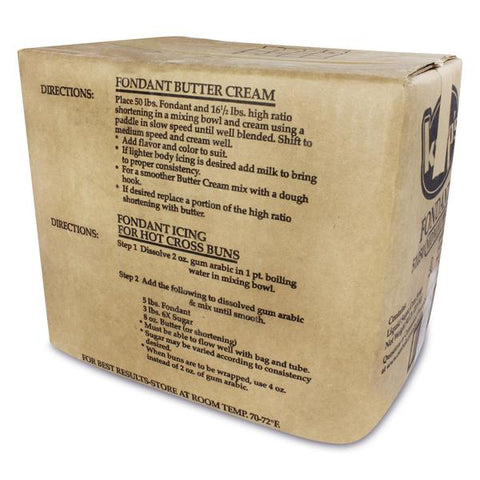 FONDANT BUTTER CREAM
DIRECTIONS: Place 50 lbs. Fondant and 16½ lbs. high ratio
shortening in a mixing bowl and cream using a
paddle in slow speed until well blended. Shift to
medium speed and cream well.
* Add flavor and color to suit.
* If lighter body icing is desired add milk to bring
to proper consistency.
* For a smoother Butter Cream mix with a dough
hook.
* If desired replace a portion of the high ratio
shortening with butter.
FONDANT ICING
DIRECTIONS: FOR HOT CROSS BUNS
Step 1 Dissolve 2 oz. gum arabic in 1 pt. boiling
water in mixing bowl.
Step 2 Add the following to dissolved gum arabic
& mix until smooth.
5 lbs. Fondant
3 lbs. 6X Sugar
8 oz. Butter (or shortening)
* Must be able to flow well with bag and tube.
* Sugar may be varied according to consistency
desired.
* When buns are to be wrapped, use 4 oz.
instead of 2 oz. of gum arabic.
FOR BEST RESULTS-STORE AT ROOM TEMP. 70-72°F.
FONDANT